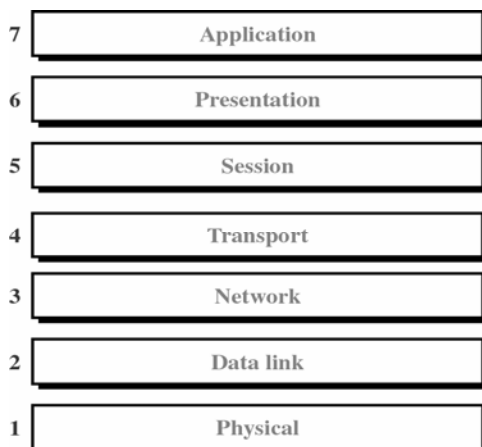 7 Application
6 Presentation
5 Session
4 Transport
3 Network
2 Data link
1 Physical